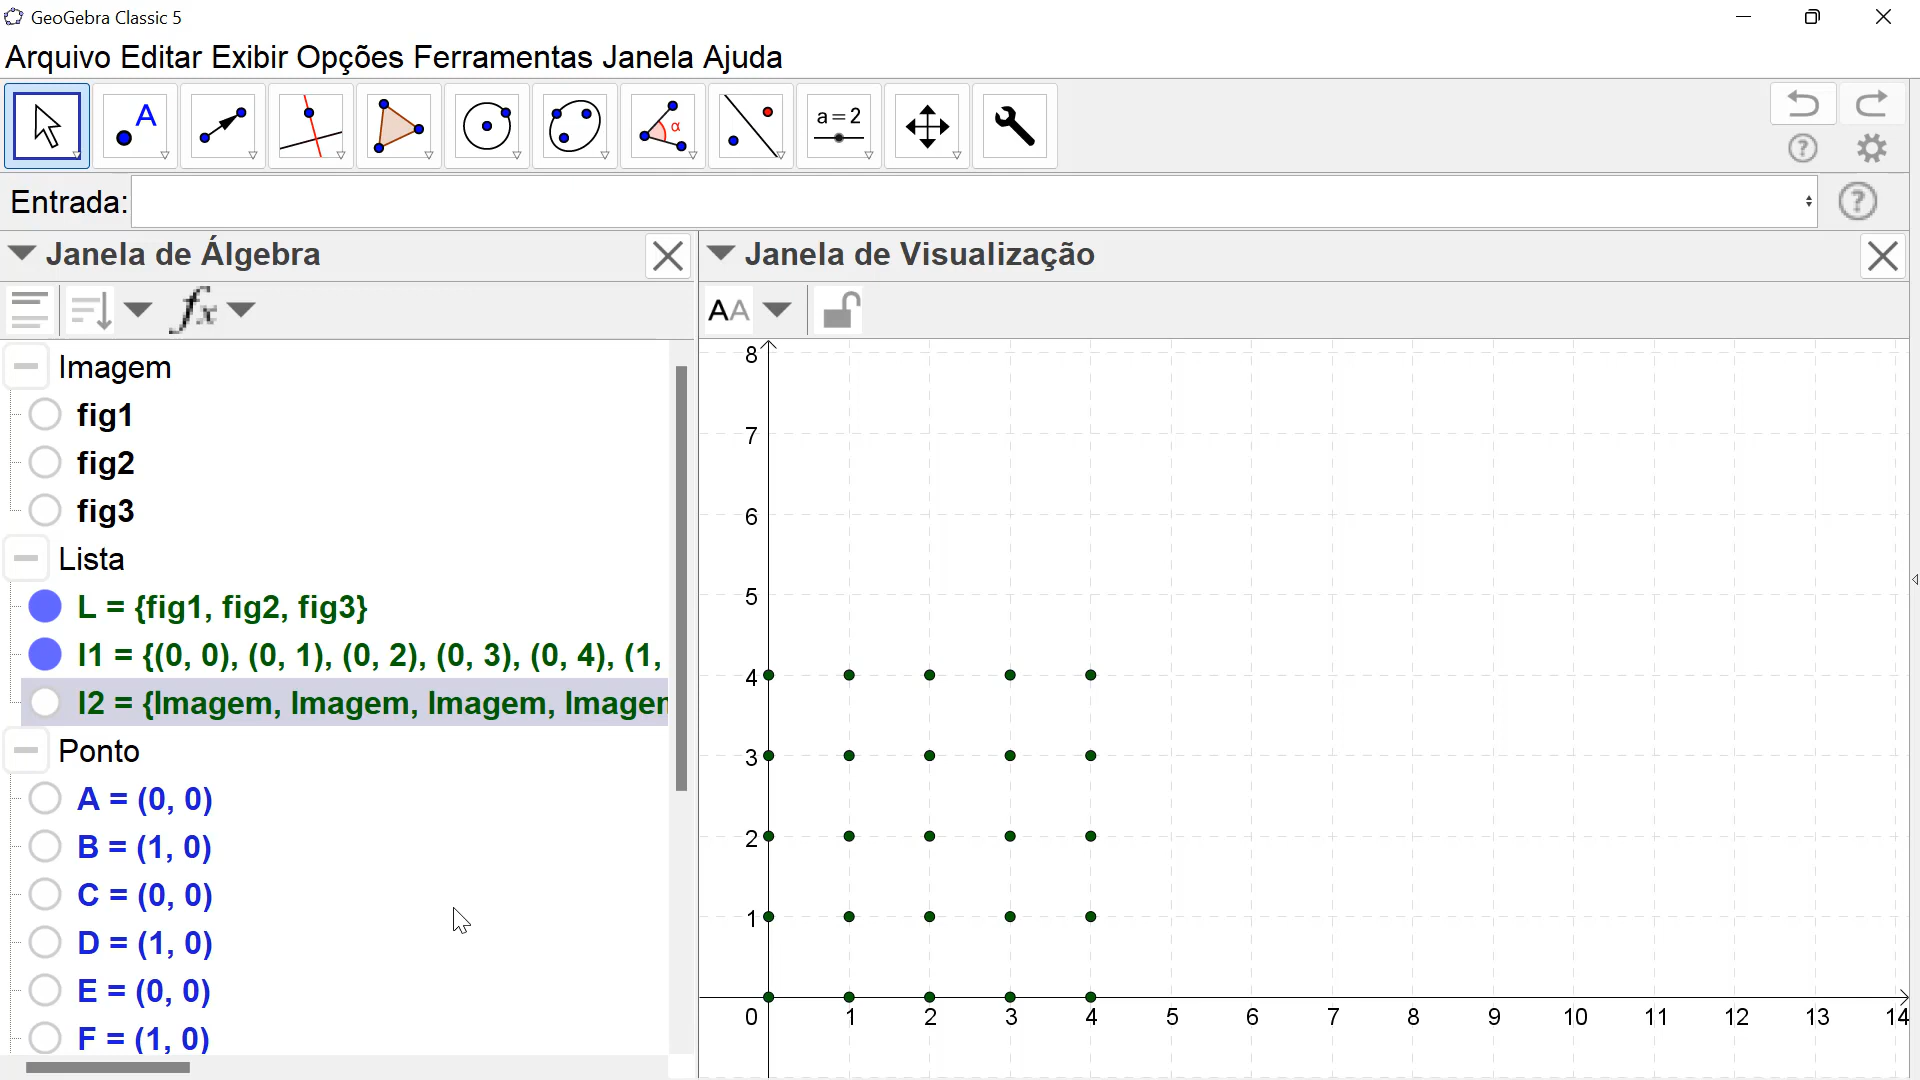 GeoGebra Classic 5
Arquivo Editar Exibir Opções Ferramentas Janela Ajuda
A
α
a = 2
Entrada:
Janela de Álgebra
Janela de Visualização
fx
AA
Imagem
fig1
fig2
fig3
Lista
L = {fig1, fig2, fig3}
l1 = {(0, 0), (0, 1), (0, 2), (0, 3), (0, 4), (1,
l2 = {Imagem, Imagem, Imagem, Imagem
Ponto
A = (0, 0)
B = (1, 0)
C = (0, 0)
D = (1, 0)
E = (0, 0)
F = (1, 0)
8
7
6
5
4
3
2
1
0 1 2 3 4 5 6 7 8 9 10 11 12 13 14